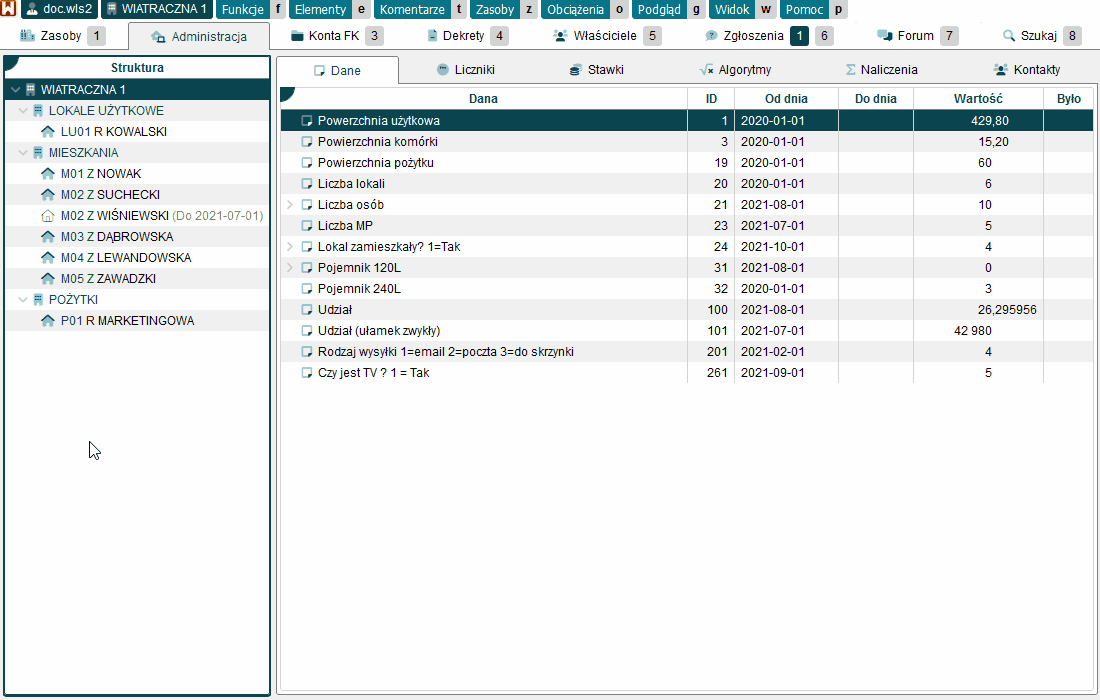 doc.wls2 WIATRACZNA 1 Funkcje f Elementy e Komentarze t Zasoby z Obciążenia o Podgląd g Widok w Pomoc p
Zasoby 1 Administracja Konta FK 3 Dekrety 4 Właściciele 5 Zgłoszenia 1 6 Forum 7 Szukaj 8
Struktura
WIATRACZNA 1
LOKALE UŻYTKOWE
LU01 R KOWALSKI
MIESZKANIA
M01 Z NOWAK
M02 Z SUCHECKI
M02 Z WIŚNIEWSKI (Do 2021-07-01)
M03 Z DĄBROWSKA
M04 Z LEWANDOWSKA
M05 Z ZAWADZKI
POŻYTKI
P01 R MARKETINGOWA
Dane Liczniki Stawki Algorytmy Naliczenia Kontakty
Dana ID Od dnia Do dnia Wartość Było
Powerzchnia użytkowa 1 2020-01-01 429,80
Powierzchnia komórki 3 2020-01-01 15,20
Powierzchnia pożytku 19 2020-01-01 60
Liczba lokali 20 2020-01-01 6
Liczba osób 21 2021-08-01 10
Liczba MP 23 2021-07-01 5
Lokal zamieszkały? 1=Tak 24 2021-10-01 4
Pojemnik 120L 31 2021-08-01 0
Pojemnik 240L 32 2020-01-01 3
Udział 100 2021-08-01 26,295956
Udział (ułamek zwykły) 101 2021-07-01 42 980
Rodzaj wysyłki 1=email 2=poczta 3=do skrzynki 201 2021-02-01 4
Czy jest TV ? 1 = Tak 261 2021-09-01 5